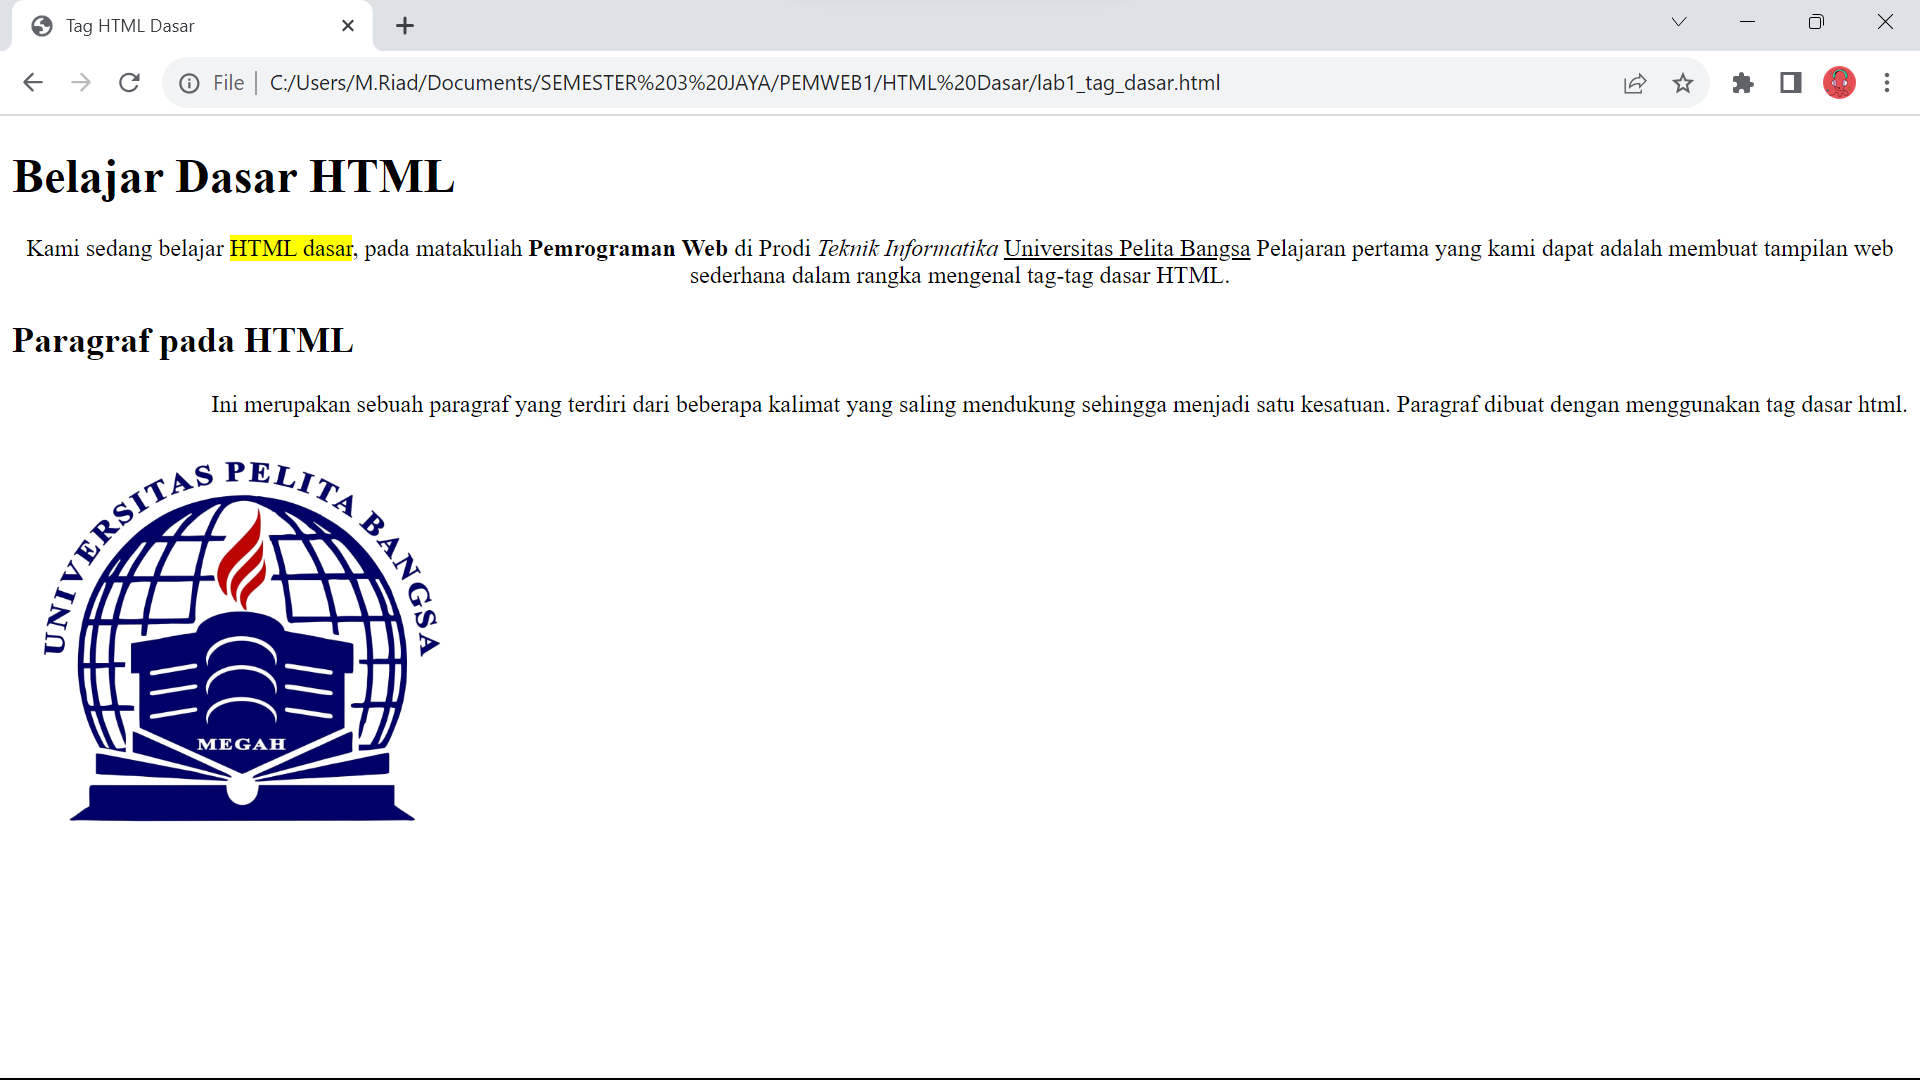 Tag HTML Dasar
File C:/Users/M.Riad/Documents/SEMESTER%203%20JAYA/PEMWEB1/HTML%20Dasar/lab1_tag_dasar.html
Belajar Dasar HTML
Kami sedang belajar HTML dasar, pada matakuliah Pemrograman Web di Prodi Teknik Informatika Universitas Pelita Bangsa Pelajaran pertama yang kami dapat adalah membuat tampilan web
sederhana dalam rangka mengenal tag-tag dasar HTML.
Paragraf pada HTML
Ini merupakan sebuah paragraf yang terdiri dari beberapa kalimat yang saling mendukung sehingga menjadi satu kesatuan. Paragraf dibuat dengan menggunakan tag dasar html.
UNIVERSITAS PELITA BANGSA
MEGAH